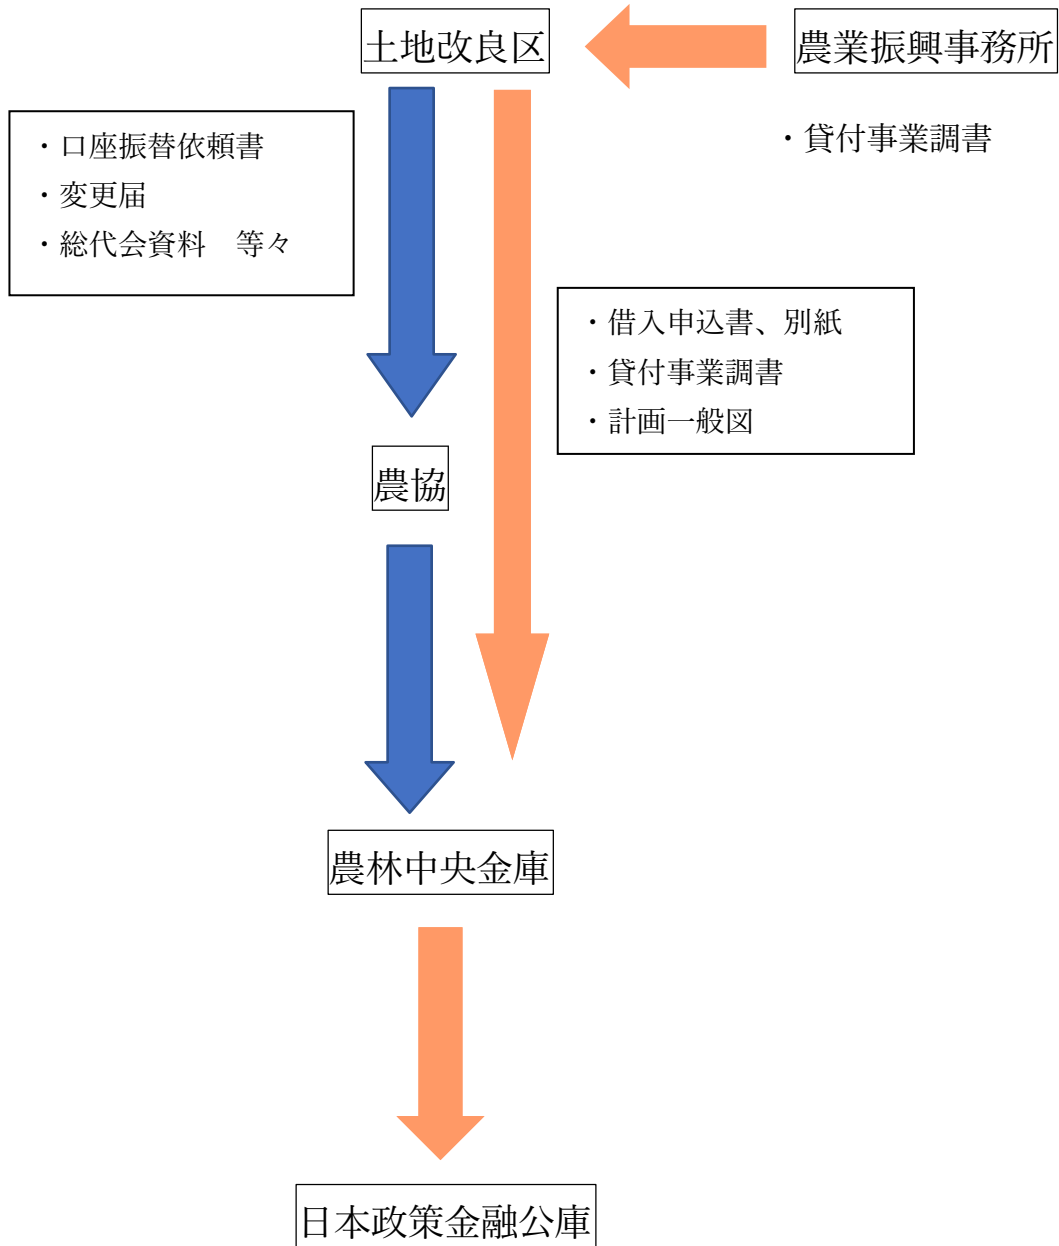 土地改良区
農業振興事務所
・貸付事業調書
・口座振替依頼書
・変更届
・総代会資料　等々
・借入申込書、別紙
・貸付事業調書
・計画一般図
農協
農林中央金庫
日本政策金融公庫